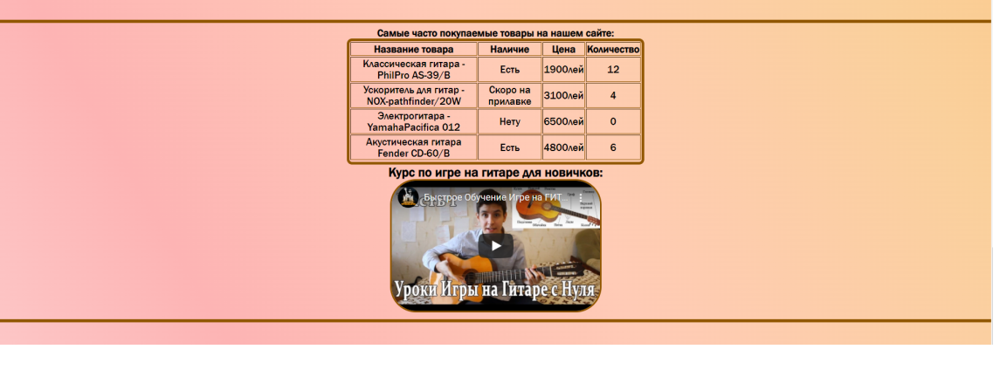 Самые часто покупаемые товары на нашем сайте:
Название товара Наличие Цена Количество
Классическая гитара -
PhilPro AS-39/B Есть 1900лей 12
Ускоритель для гитар - Скоро на
NOX-pathfinder/20W прилавке 3100лей 4
Электрогитара -
YamahaPacifica 012 Нету 6500лей 0
Акустическая гитара
Fender CD-60/B Есть 4800лей 6
Курс по игре на гитаре для новичков:
Быстрое Обучение Игре на ГИТ...
Уроки Игры на Гитаре с Нуля